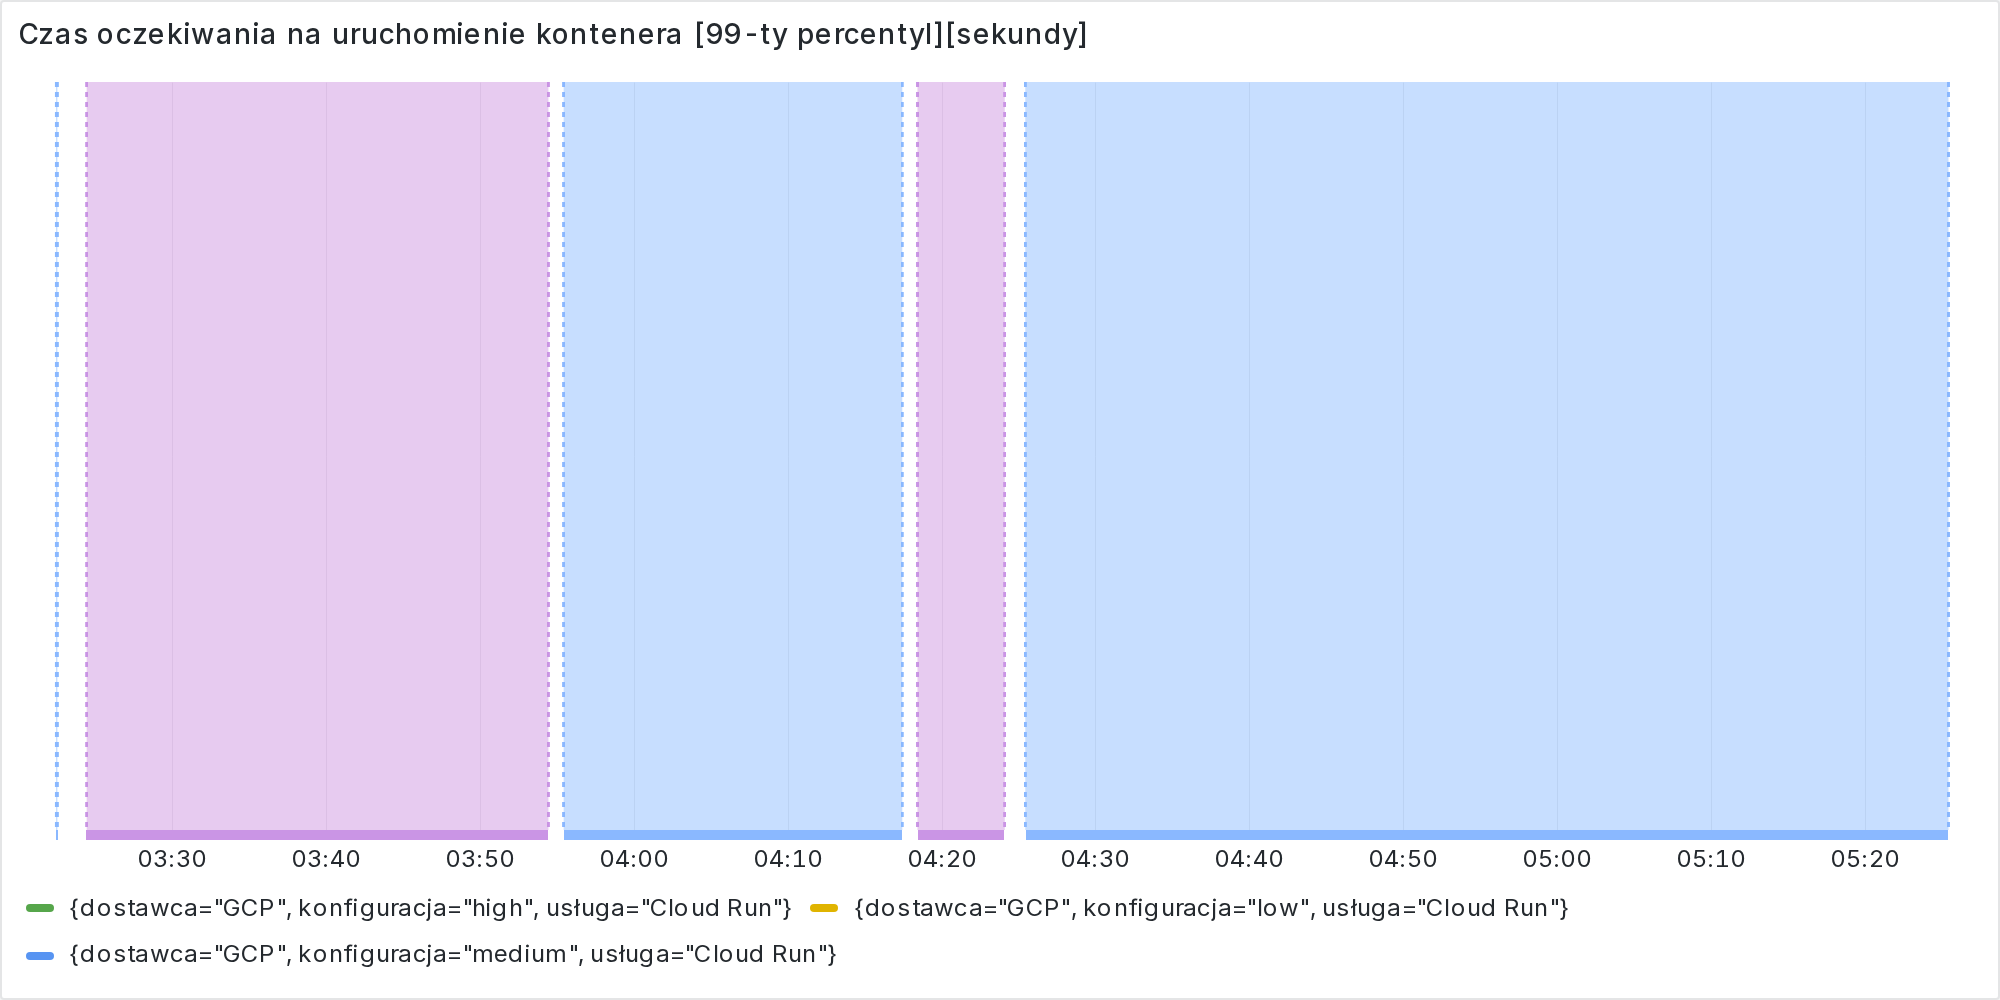 Czas oczekiwania na uruchomienie kontenera [99-ty percentyl][sekundy]
03:30 03:40 03:50 04:00 04:10 04:20 04:30 04:40 04:50 05:00 05:10 05:20
{dostawca="GCP", konfiguracja="high", usługa="Cloud Run"} {dostawca="GCP", konfiguracja="low", usługa="Cloud Run"}
{dostawca="GCP", konfiguracja="medium", usługa="Cloud Run"}